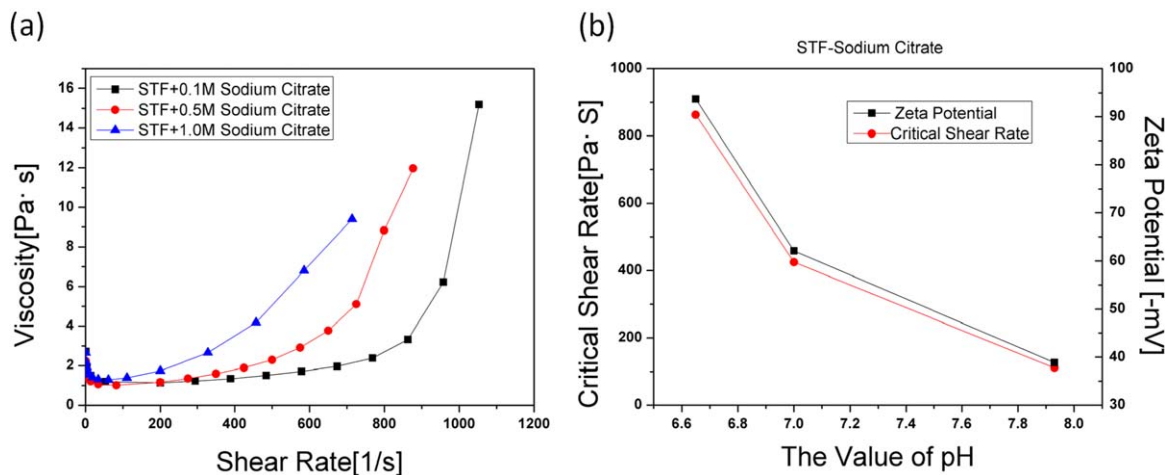 (a)
STF+0.1M Sodium Citrate
STF+0.5M Sodium Citrate
STF+1.0M Sodium Citrate
16
14
12
10
8
6
4
2
0
Viscosity[Pa· s]
0 200 400 600 800 1000 1200
Shear Rate[1/s]
(b)
STF-Sodium Citrate
Zeta Potential
Critical Shear Rate
1000
800
600
400
200
0
Critical Shear Rate[Pa· S]
100
90
80
70
60
50
40
30
Zeta Potential [-mV]
6.6 6.8 7.0 7.2 7.4 7.6 7.8 8.0
The Value of pH